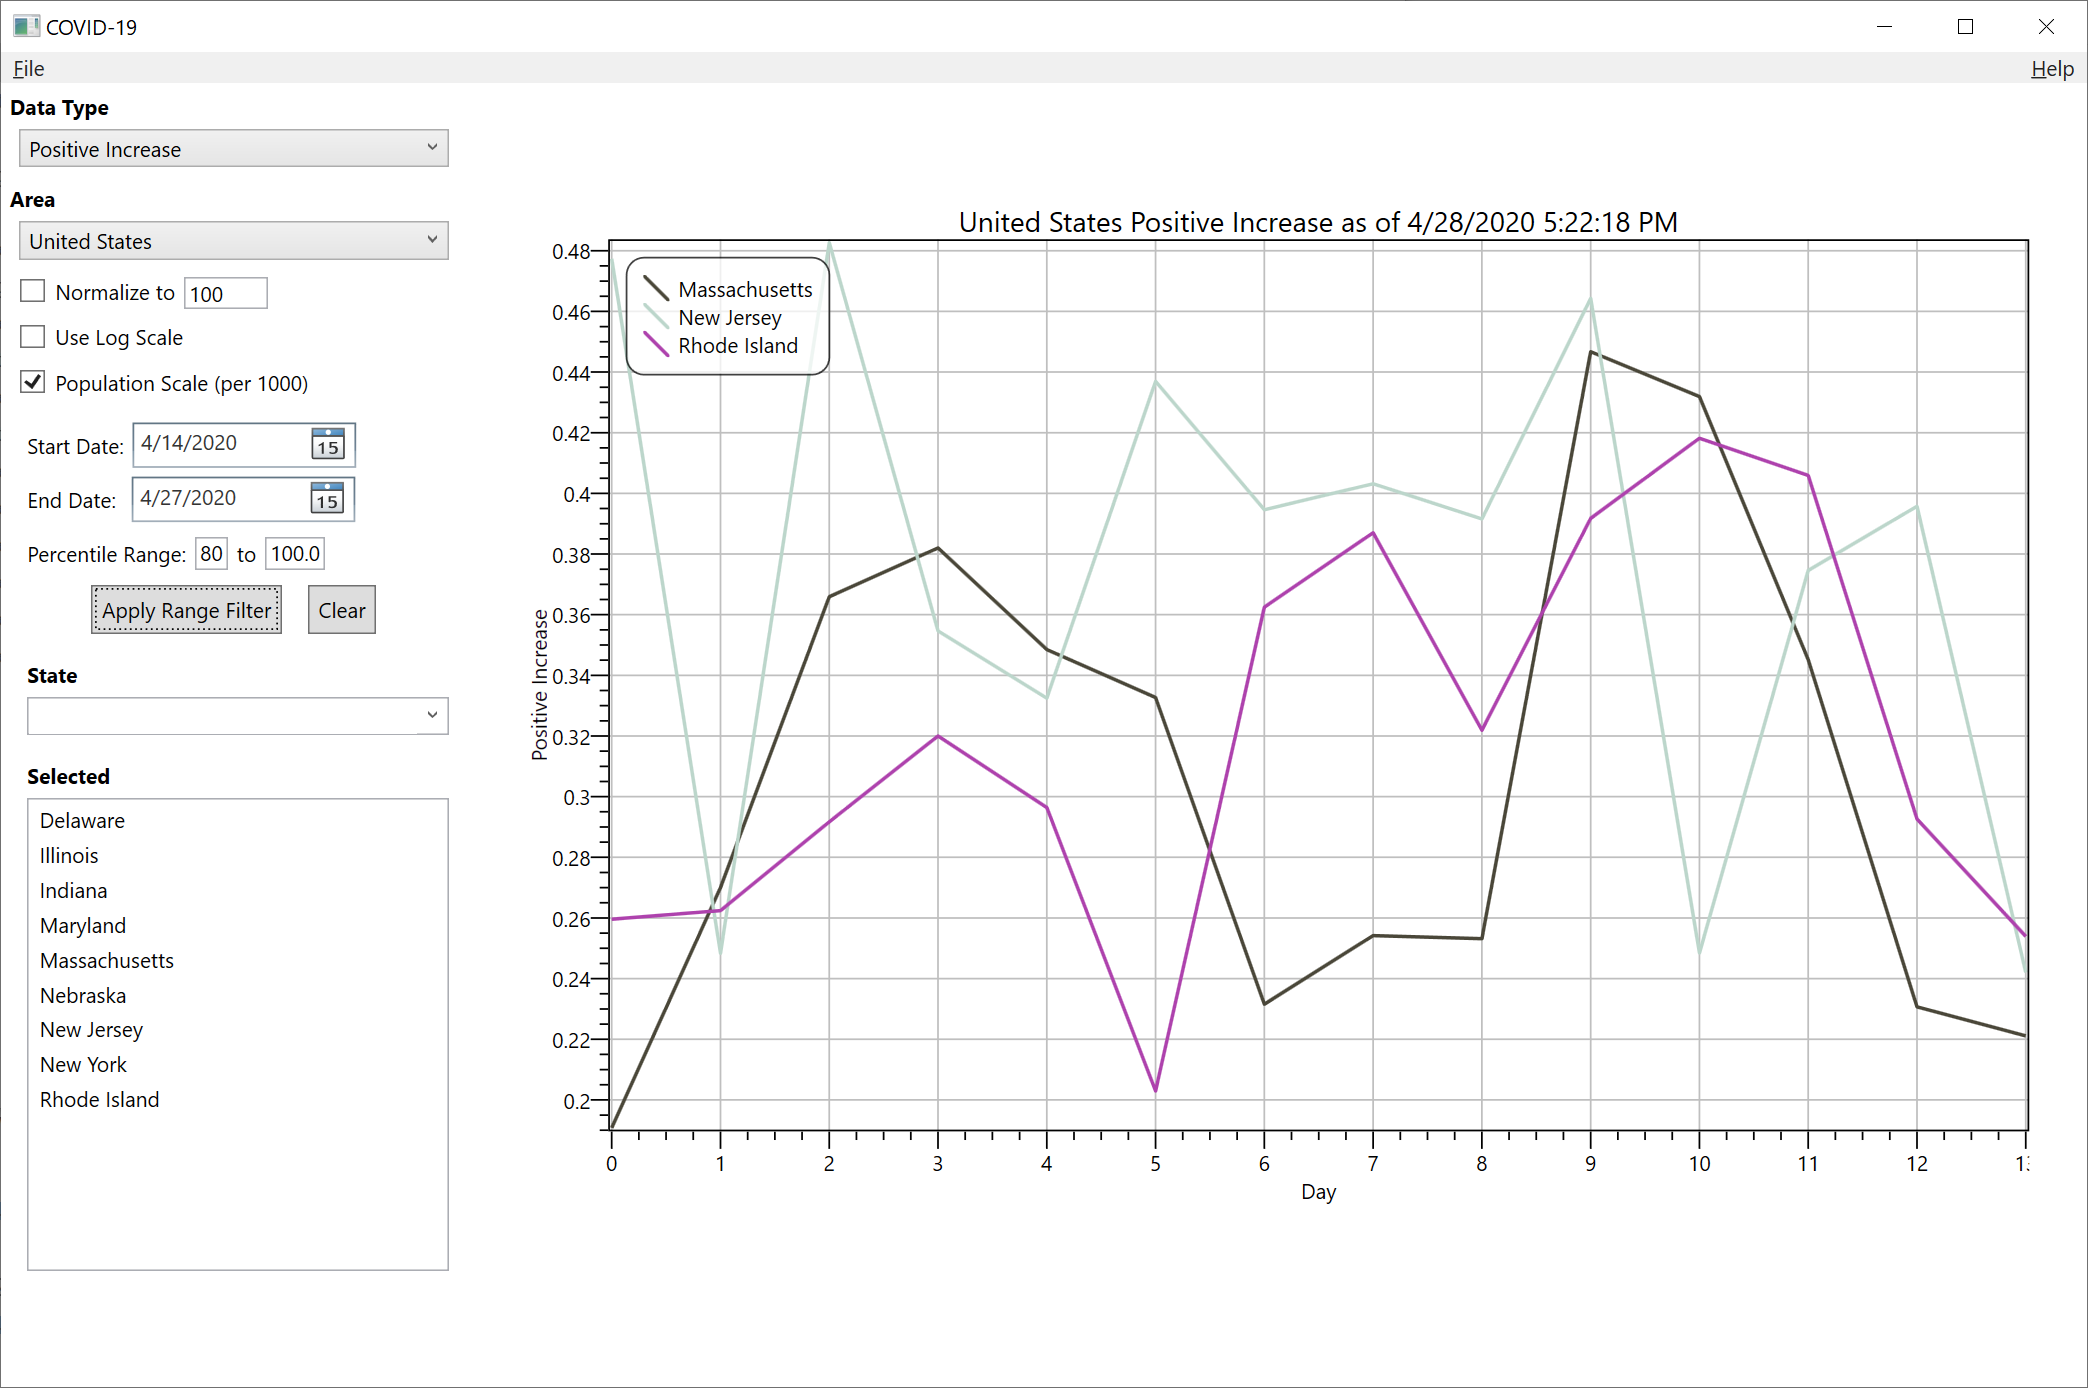 COVID-19
File
Help
Data Type
Positive Increase
Area
United States
Normalize to 100
Use Log Scale
Population Scale (per 1000)
Start Date: 4/14/2020 15
End Date: 4/27/2020 15
Percentile Range: 80 to 100.0
Apply Range Filter
Clear
State
Selected
Delaware
Illinois
Indiana
Maryland
Massachusetts
Nebraska
New Jersey
New York
Rhode Island
United States Positive Increase as of 4/28/2020 5:22:18 PM
Massachusetts
New Jersey
Rhode Island
Positive Increase
0.48
0.46
0.44
0.42
0.4
0.38
0.36
0.34
0.32
0.3
0.28
0.26
0.24
0.22
0.2
0 1 2 3 4 5 6 7 8 9 10 11 12
Day